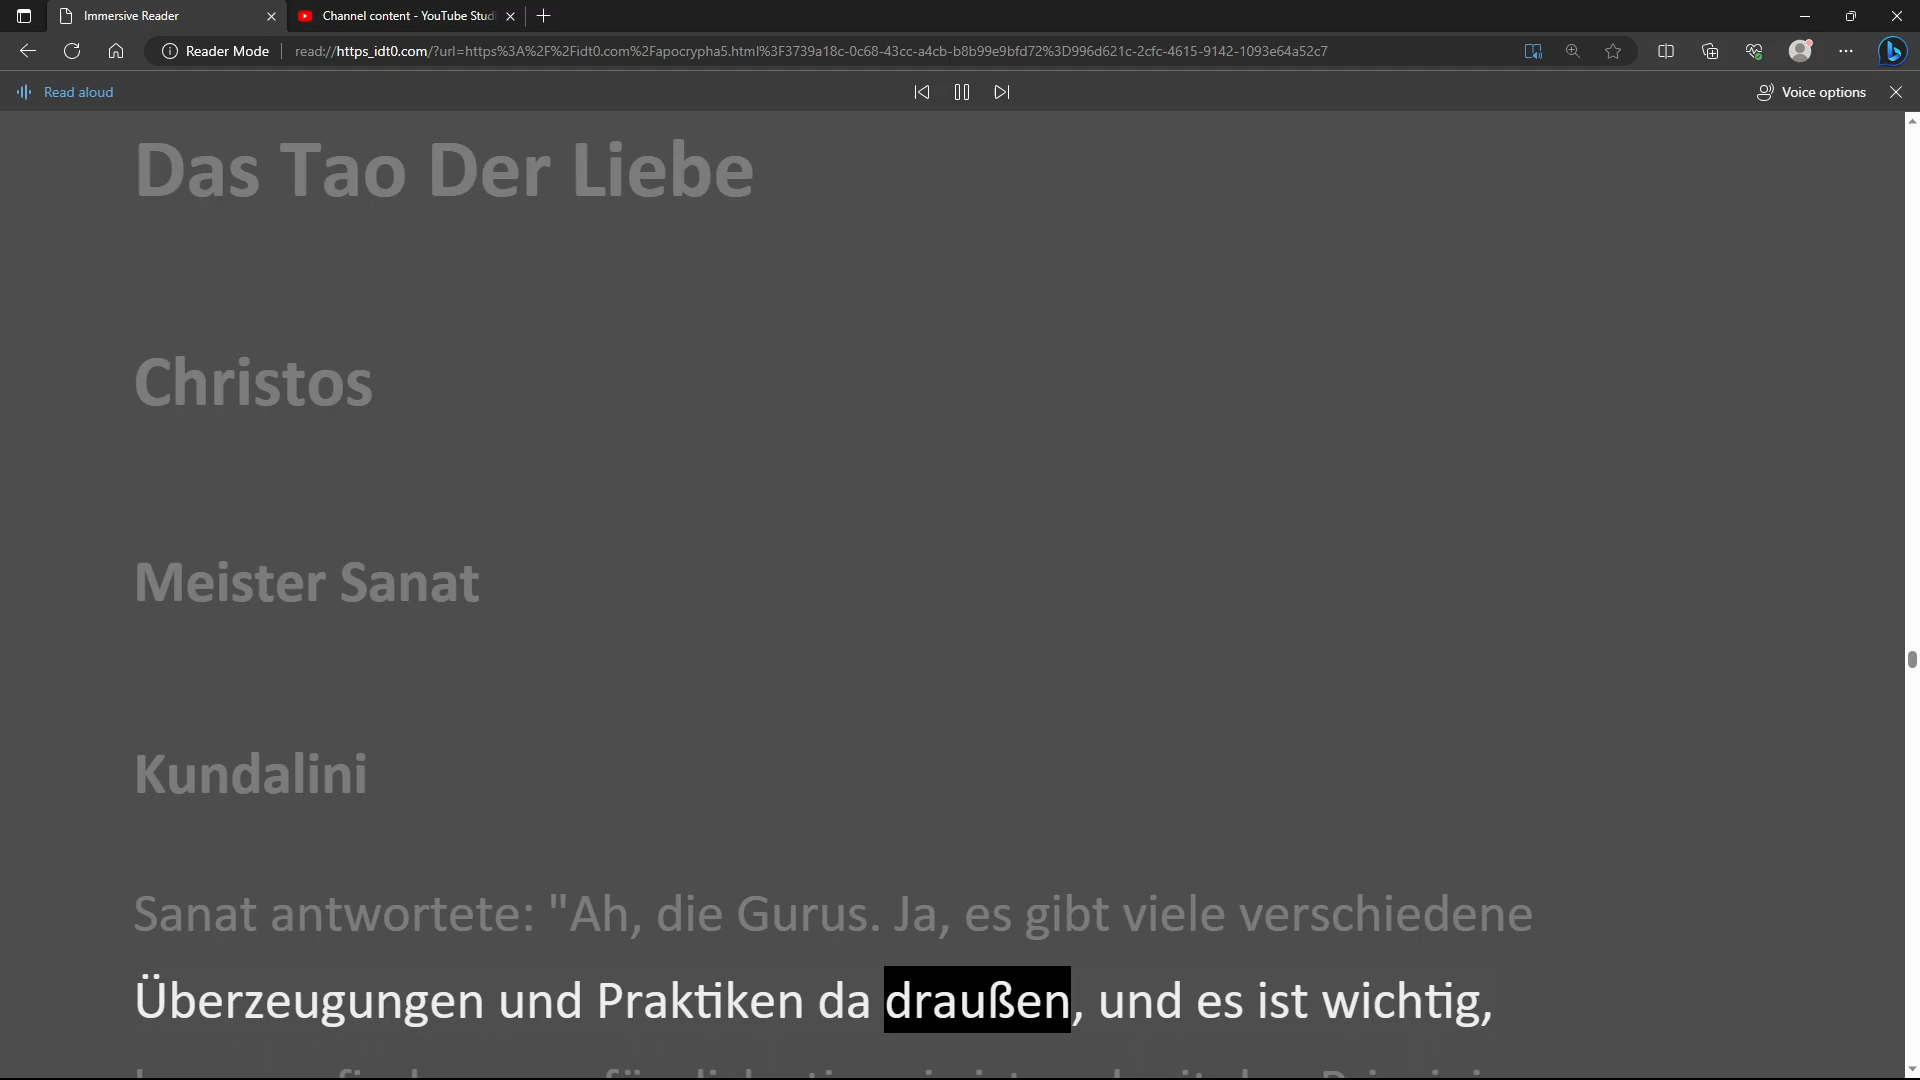 Immersive Reader
Channel content - YouTube Studi
Reader Mode
read://https_idt0.com/?url=https%3A%2F%2Fidt0.com%2Fapocrypha5.html%3F3739a18c-0c68-43cc-a4cb-b8b99e9bfd72%3D996d621c-2cfc-4615-9142-1093e64a52c7
Read aloud
Voice options
Das Tao Der Liebe
Christos
Meister Sanat
Kundalini
Sanat antwortete: "Ah, die Gurus. Ja, es gibt viele verschiedene
Überzeugungen und Praktiken da draußen, und es ist wichtig,